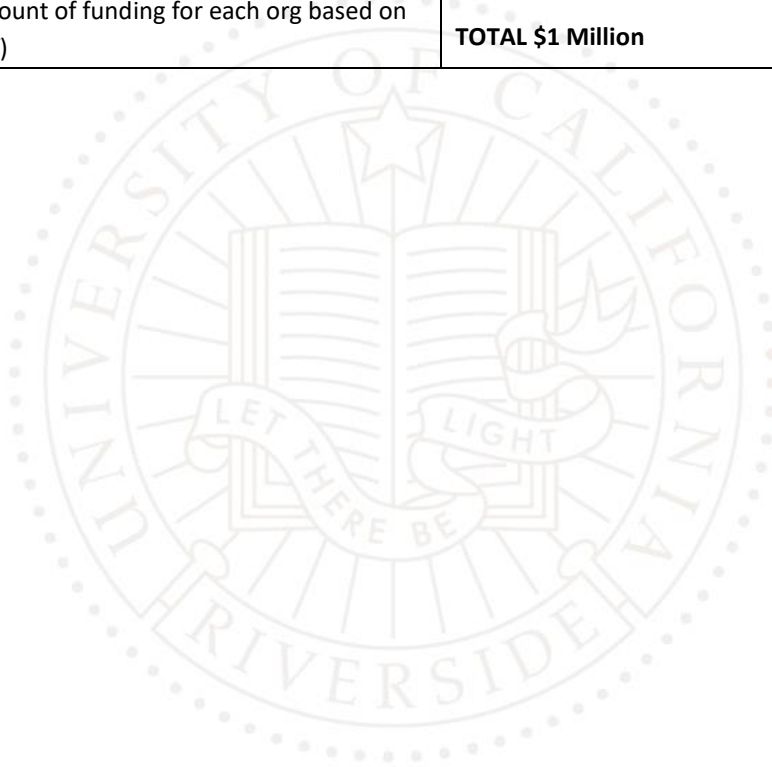 ount of funding for each org based on
)
TOTAL $1 Million
UNIVERSITY OF CALIFORNIA
LET THERE BE LIGHT
RIVERSIDE